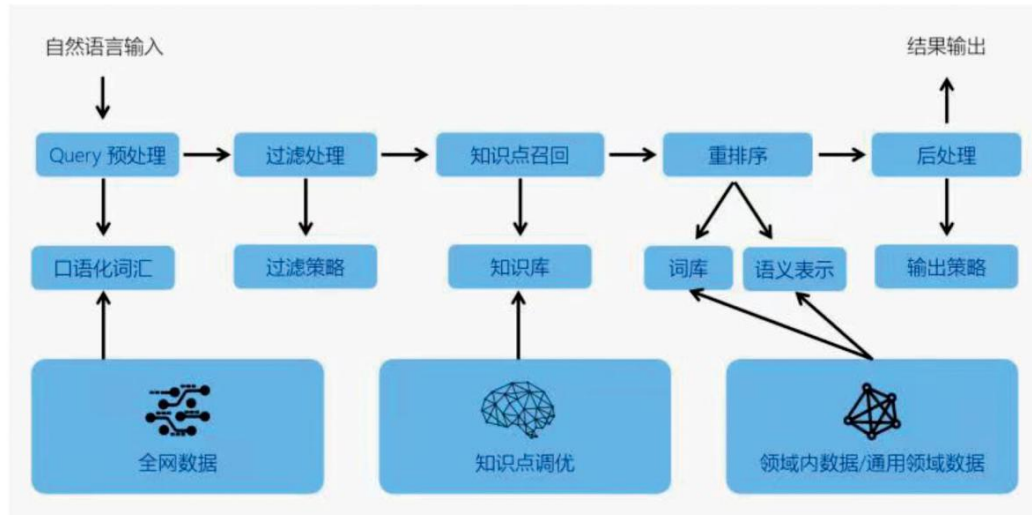 自然语言输入
结果输出
Query 预处理
过滤处理
知识点召回
重排序
后处理
口语化词汇
过滤策略
知识库
词库
语义表示
输出策略
全网数据
知识点调优
领域内数据/通用领域数据